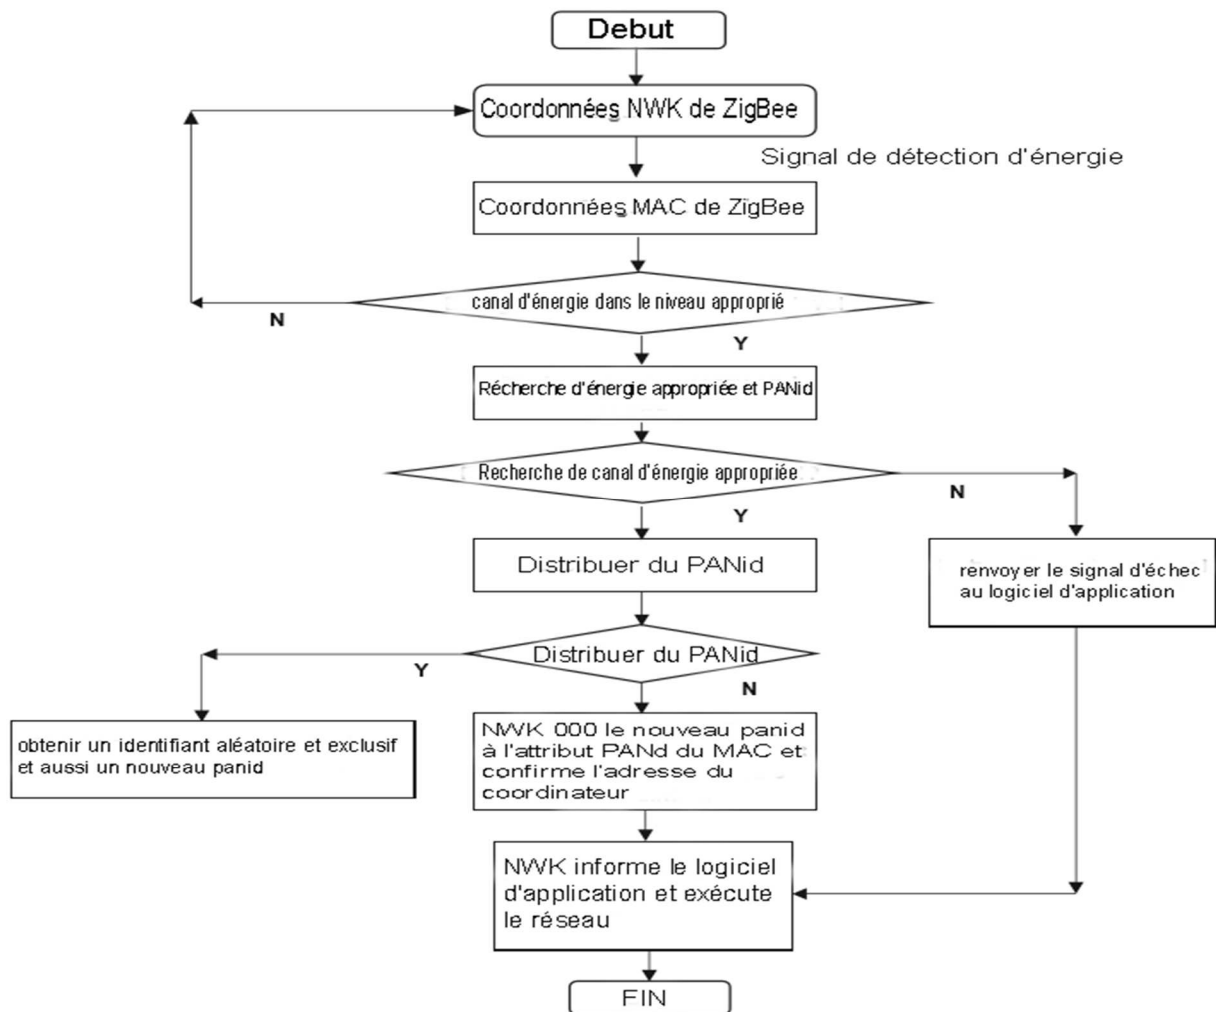 Debut
Coordonnées NWK de ZigBee
Signal de détection d'énergie
Coordonnées MAC de ZigBee
canal d'énergie dans le niveau approprié
N
Y
Récherche d'énergie appropriée et PANid
Recherche de canal d'énergie appropriée
N
Y
Distribuer du PANid
renvoyer le signal d'échec
au logiciel d'application
Distribuer du PANid
Y
N
obtenir un identifiant aléatoire et exclusif
et aussi un nouveau panid
NWK 000 le nouveau panid
à l'attribut PANd du MAC et
confirme l'adresse du
coordinateur
NWK informe le logiciel
d'application et exécute
le réseau
FIN